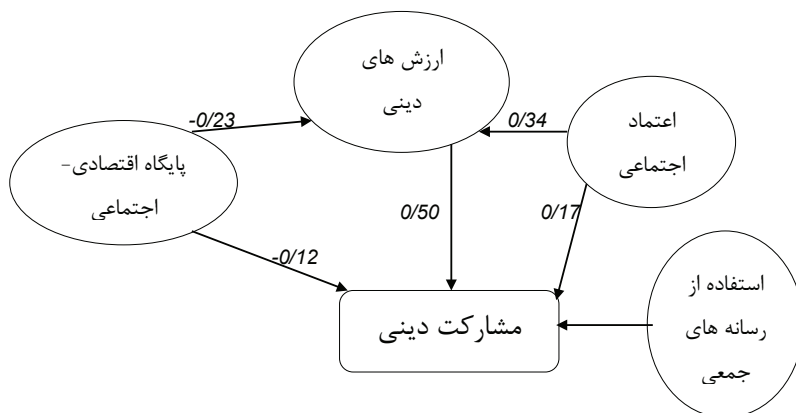 ارزش های
دینی
-0/23
0/34
اعتماد
اجتماعی
پایگاه اقتصادی-
اجتماعی
0/50
0/17
-0/12
استفاده از
رسانه های
جمعی
مشارکت دینی